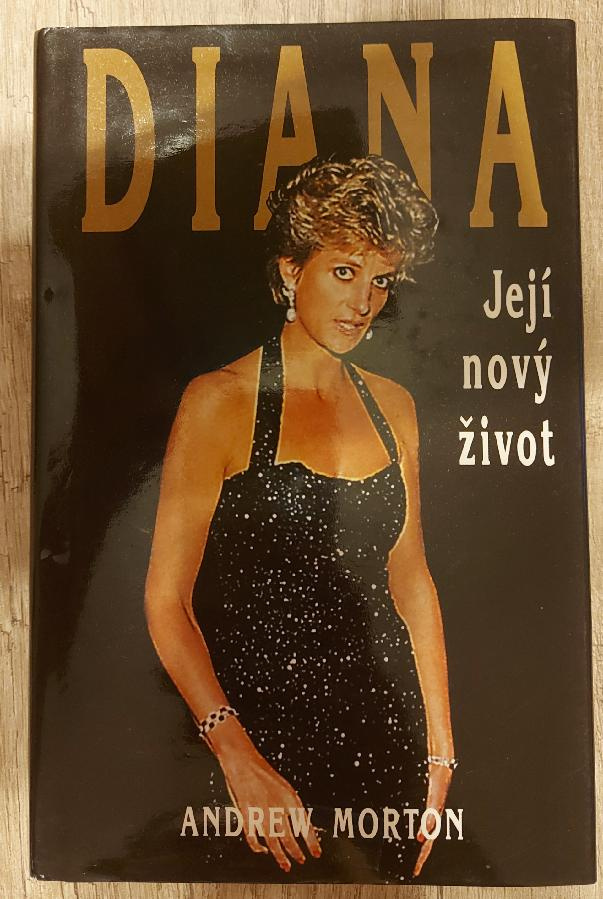 DIANA
Její
nový
život
ANDREW MORTON